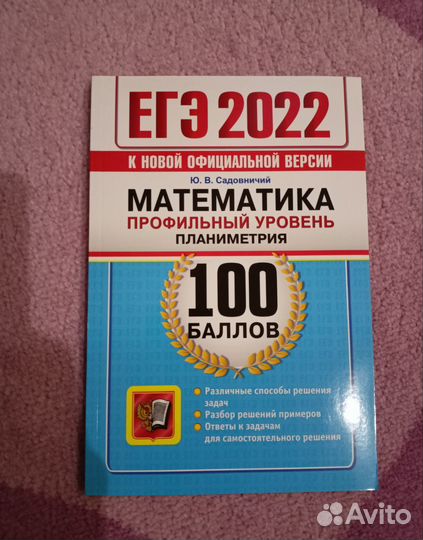 ЕГЭ 2022
К НОВОЙ ОФИЦИАЛЬНОЙ ВЕРСИИ
Ю. В. Садовничий
МАТЕМАТИКА
ПРОФИЛЬНЫЙ УРОВЕНЬ
ПЛАНИМЕТРИЯ
100
БАЛЛОВ
• Различные способы решения
задач
• Разбор решений примеров
• Ответы к задачам
для самостоятельного решения
Avito